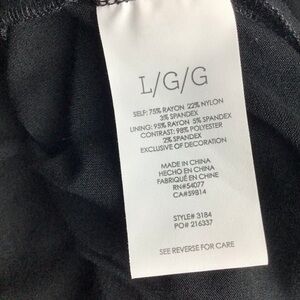 L/G/G
SELF: 75% RAYON, 22% NYLON
3% SPANDEX
LINING: 95% RAYON 5% SPANDEX
CONTRAST: 98% POLYESTER
2% SPANDEX
EXCLUSIVE OF DECORATION
MADE IN CHINA
HECHO EN CHINA
FABRIQUÉ EN CHINE
RN#54077
CA#59814
STYLE# 3184
PO# 216337
SEE REVERSE FOR CARE